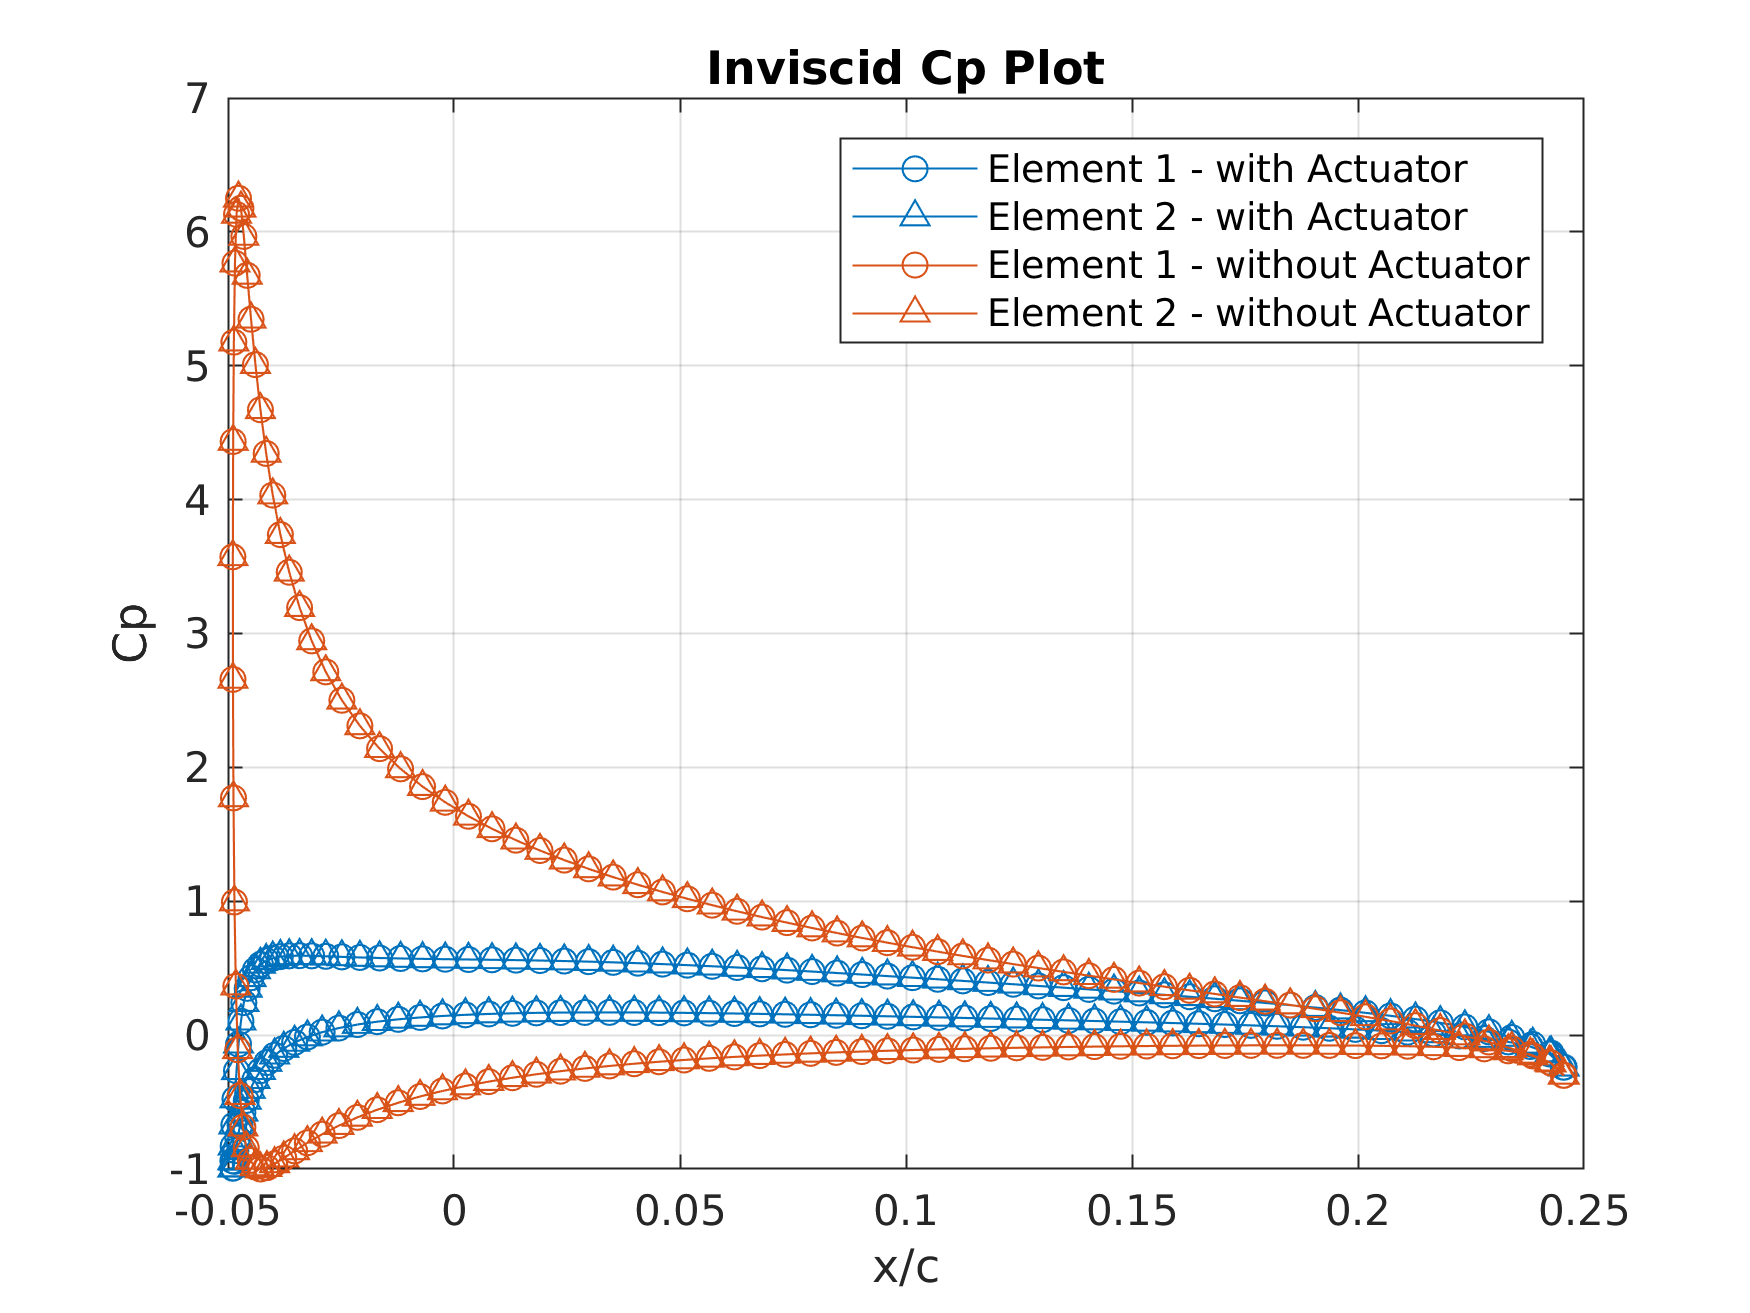 Inviscid Cp Plot
7
6
5
4
3
2
1
0
-1
Cp
Element 1 - with Actuator
Element 2 - with Actuator
Element 1 - without Actuator
Element 2 - without Actuator
-0.05 0 0.05 0.1 0.15 0.2 0.25
x/c